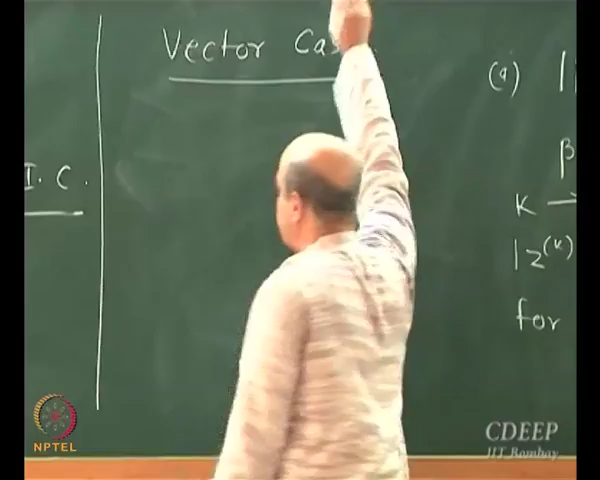 Vector Cas
I. C.
(a)
β
K →
|z^(k)
for
NPTEL
CDEEP
IIT Bombay